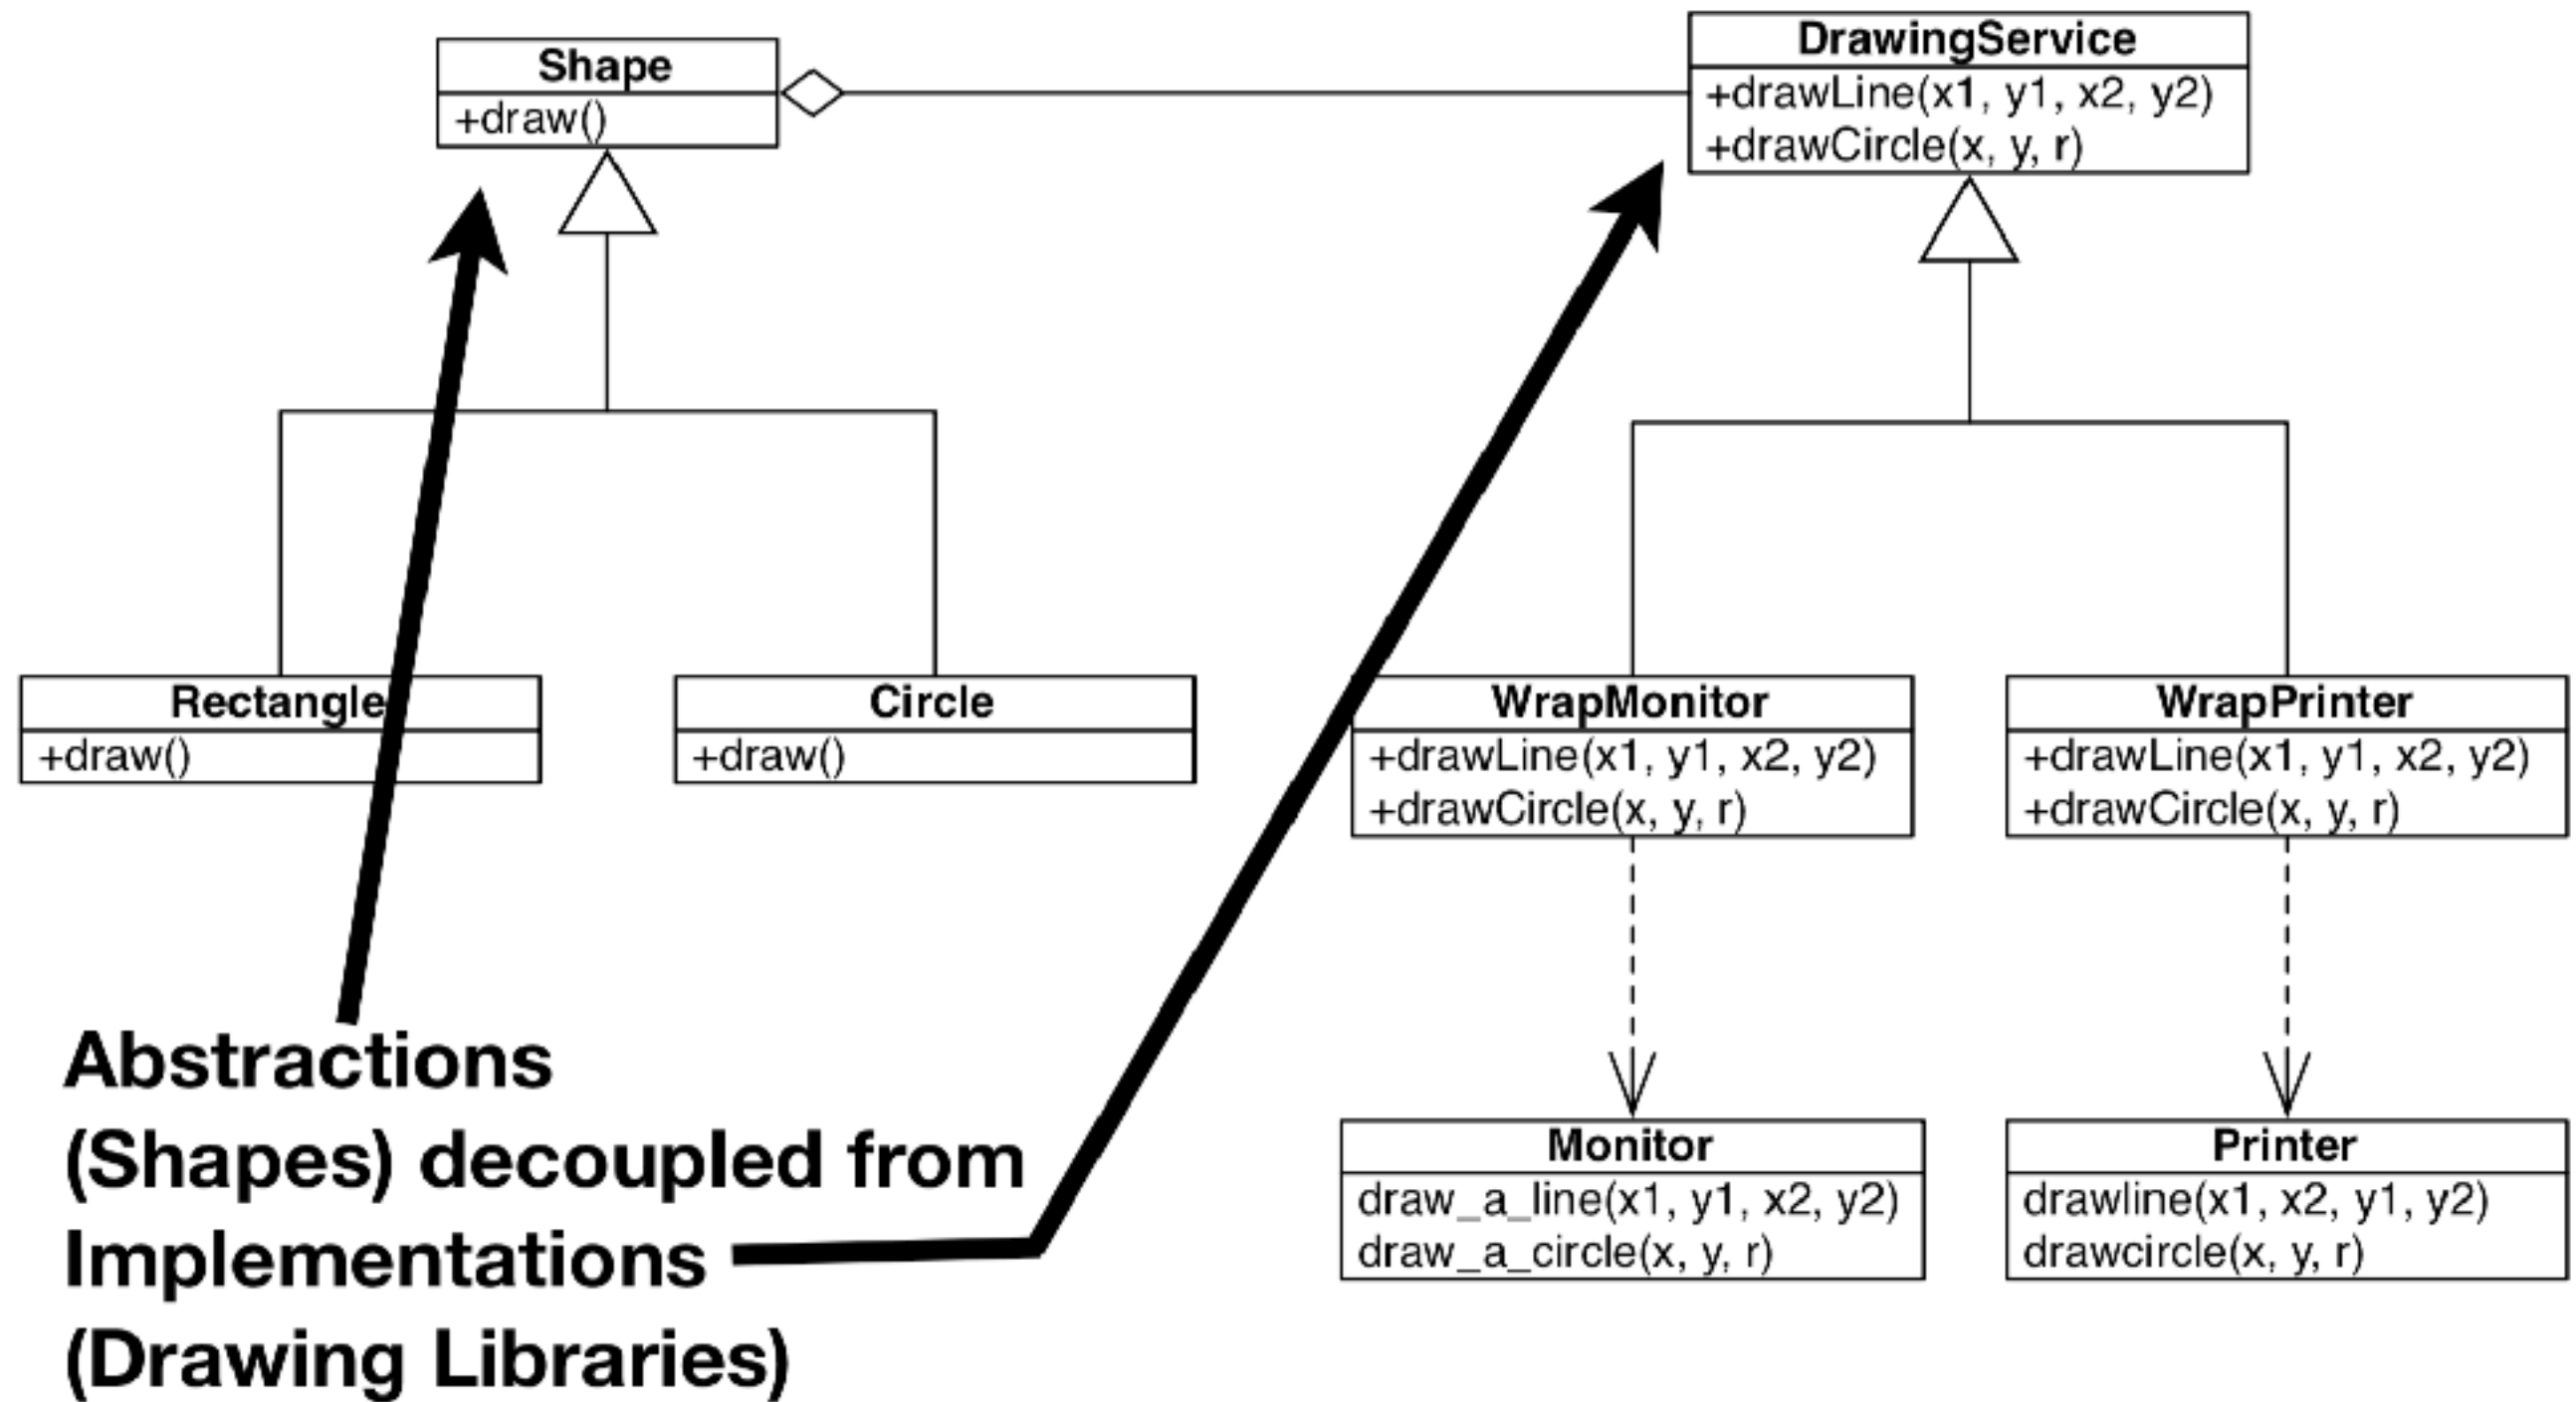 Shape
+draw()
DrawingService
+drawLine(x1, y1, x2, y2)
+drawCircle(x, y, r)
Rectangle
+draw()
Circle
+draw()
WrapMonitor
+drawLine(x1, y1, x2, y2)
+drawCircle(x, y, r)
WrapPrinter
+drawLine(x1, y1, x2, y2)
+drawCircle(x, y, r)
Abstractions
(Shapes) decoupled from
Implementations
(Drawing Libraries)
Monitor
draw_a_line(x1, y1, x2, y2)
draw_a_circle(x, y, r)
Printer
drawline(x1, x2, y1, y2)
drawcircle(x, y, r)